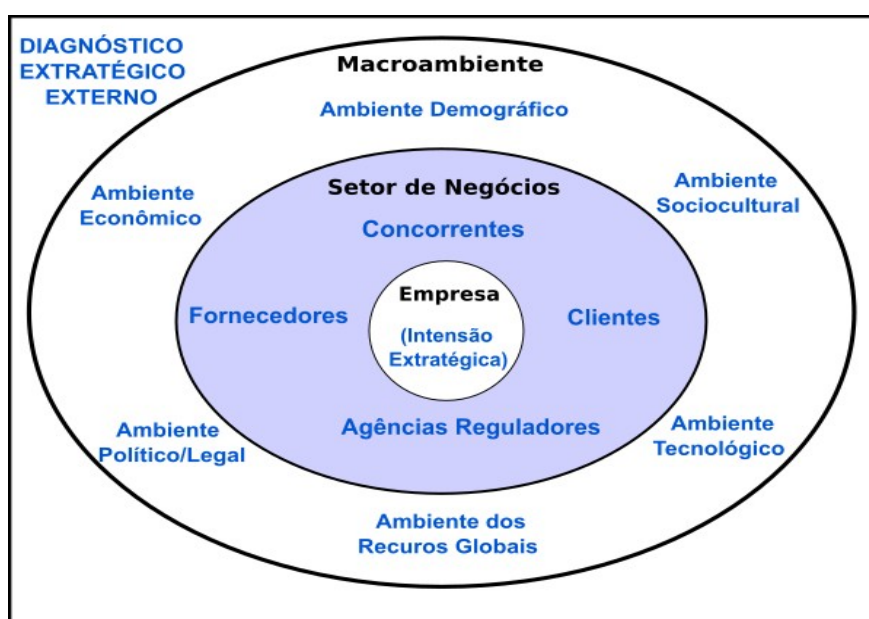 DIAGNÓSTICO
EXTRATÉGICO
EXTERNO
Macroambiente
Ambiente Demográfico
Ambiente
Econômico
Setor de Negócios
Ambiente
Sociocultural
Concorrentes
Fornecedores
Empresa
(Intensão
Extratégica)
Clientes
Agências Reguladores
Ambiente
Político/Legal
Ambiente
Tecnológico
Ambiente dos
Recuros Globais